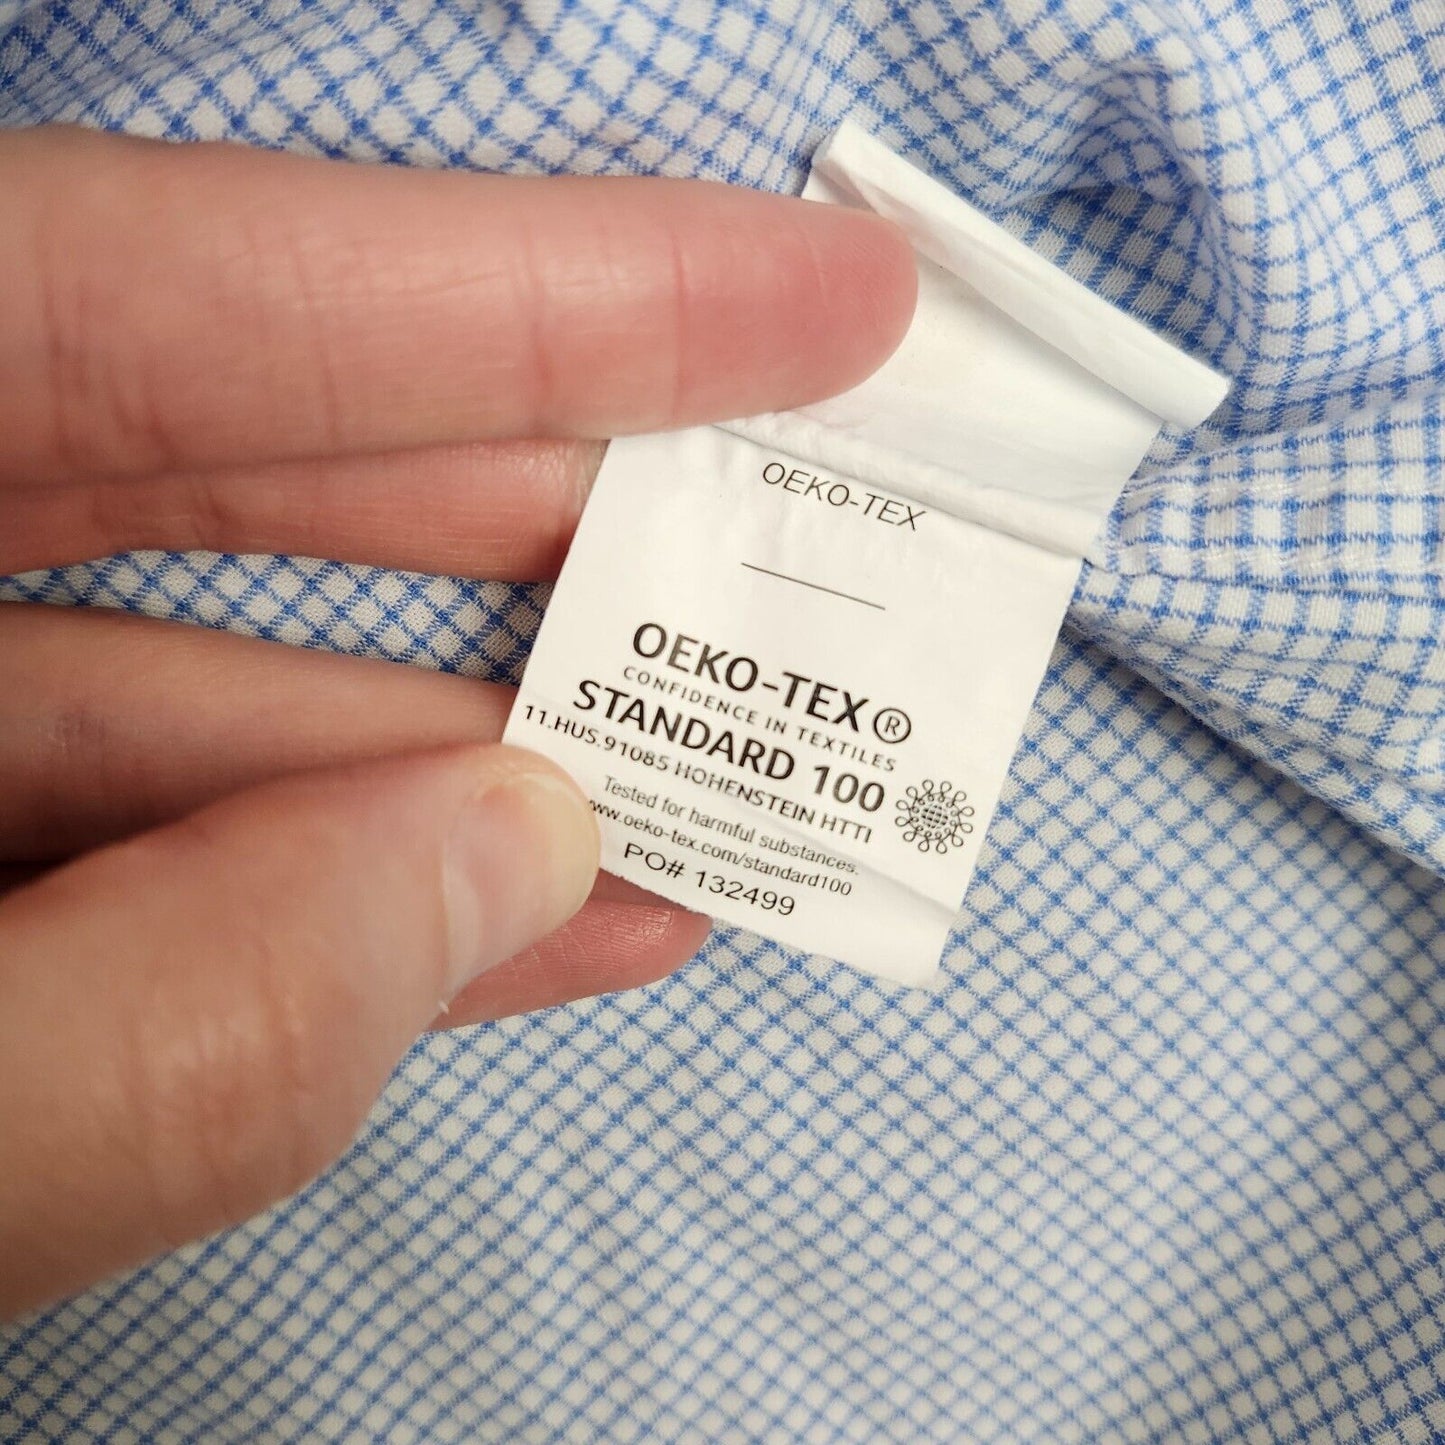 OEKO-TEX
OEKO-TEX®
CONFIDENCE IN TEXTILES
STANDARD 100
11.HUS.91085 HOHENSTEIN HTTI
Tested for harmful substances.
www.oeko-tex.com/standard100
PO# 132499